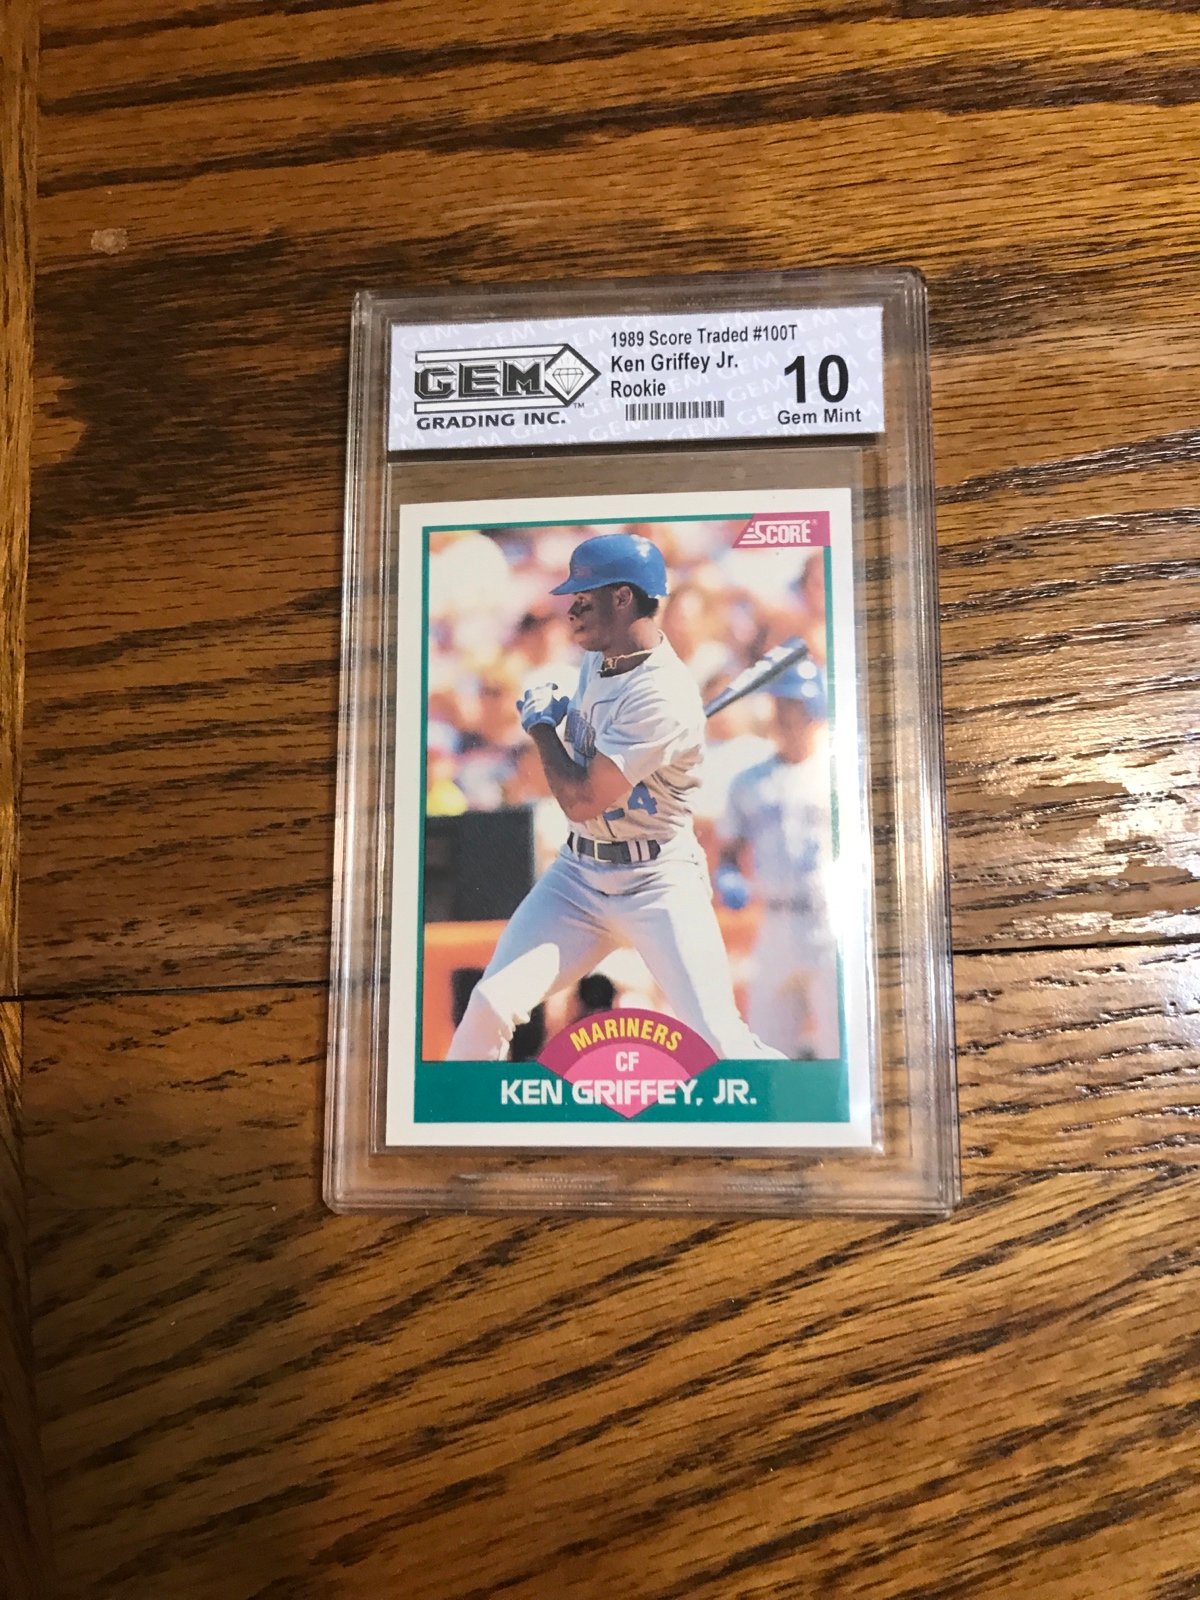 GEM
GRADING INC.
1989 Score Traded #100T
Ken Griffey Jr.
Rookie
10
Gem Mint
SCORE
24
MARINERS
CF
KEN GRIFFEY, JR.